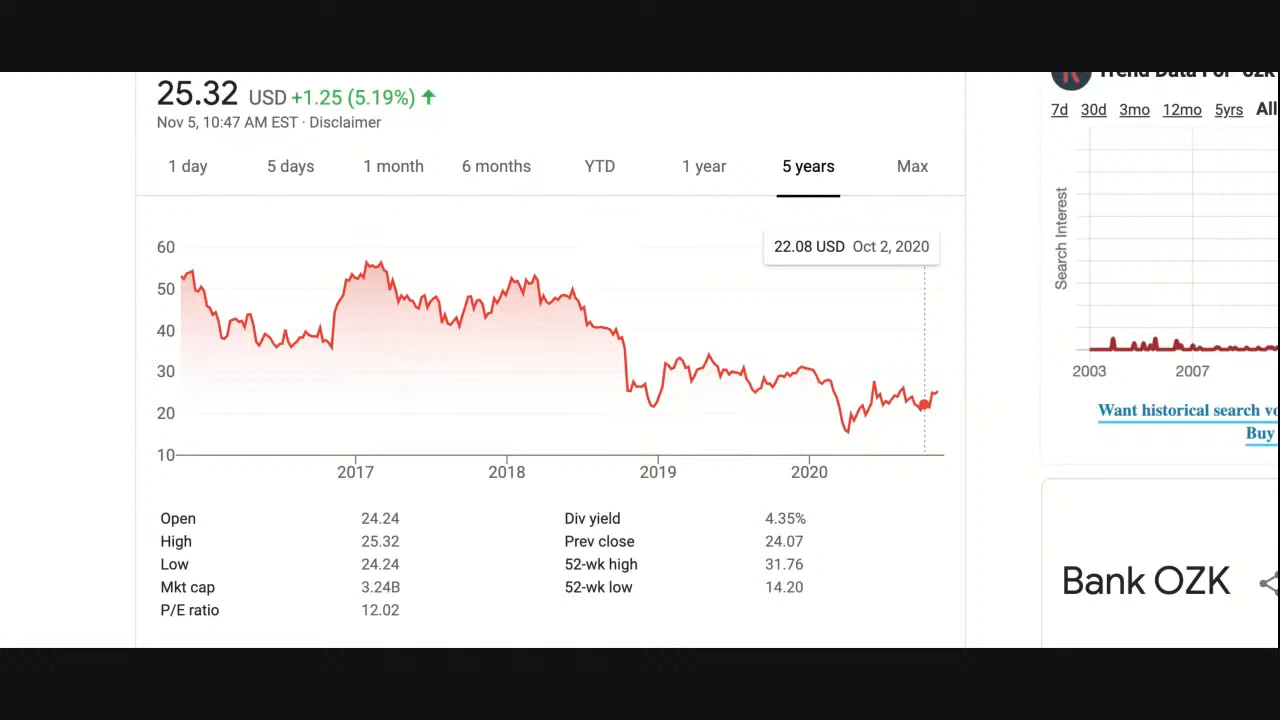 25.32 USD +1.25 (5.19%)
Nov 5, 10:47 AM EST · Disclaimer
1 day 5 days 1 month 6 months YTD 1 year 5 years Max
22.08 USD Oct 2, 2020
60
50
40
30
20
10
2017 2018 2019 2020
Open 24.24 Div yield 4.35%
High 25.32 Prev close 24.07
Low 24.24 52-wk high 31.76
Mkt cap 3.24B 52-wk low 14.20
P/E ratio 12.02
Trend Data For
7d 30d 3mo 12mo 5yrs All
Search Interest
2003 2007
Want historical search
Buy
Bank OZK